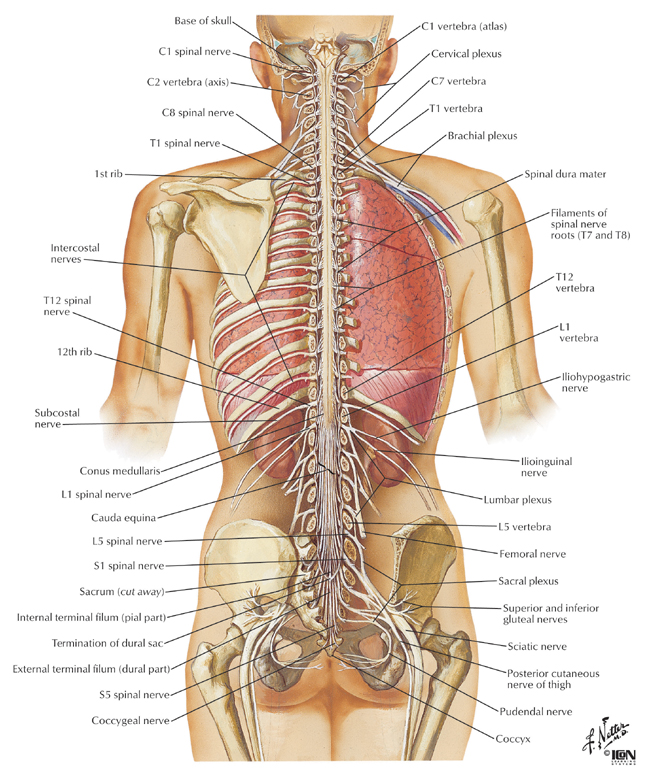 Base of skull
C1 spinal nerve
C2 vertebra (axis)
C8 spinal nerve
T1 spinal nerve
1st rib
Intercostal
nerves
T12 spinal
nerve
12th rib
Subcostal
nerve
Conus medullaris
L1 spinal nerve
Cauda equina
L5 spinal nerve
S1 spinal nerve
Sacrum (cut away)
Internal terminal filum (pial part)
Termination of dural sac
External terminal filum (dural part)
S5 spinal nerve
Coccygeal nerve
C1 vertebra (atlas)
Cervical plexus
C7 vertebra
T1 vertebra
Brachial plexus
Spinal dura mater
Filaments of
spinal nerve
roots (T7 and T8)
T12
vertebra
L1
vertebra
Iliohypogastric
nerve
Ilioinguinal
nerve
Lumbar plexus
L5 vertebra
Femoral nerve
Sacral plexus
Superior and inferior
gluteal nerves
Sciatic nerve
Posterior cutaneous
nerve of thigh
Pudendal nerve
Coccyx
F. Netter
M.D.
© ICON
LEARNING
SYSTEMS